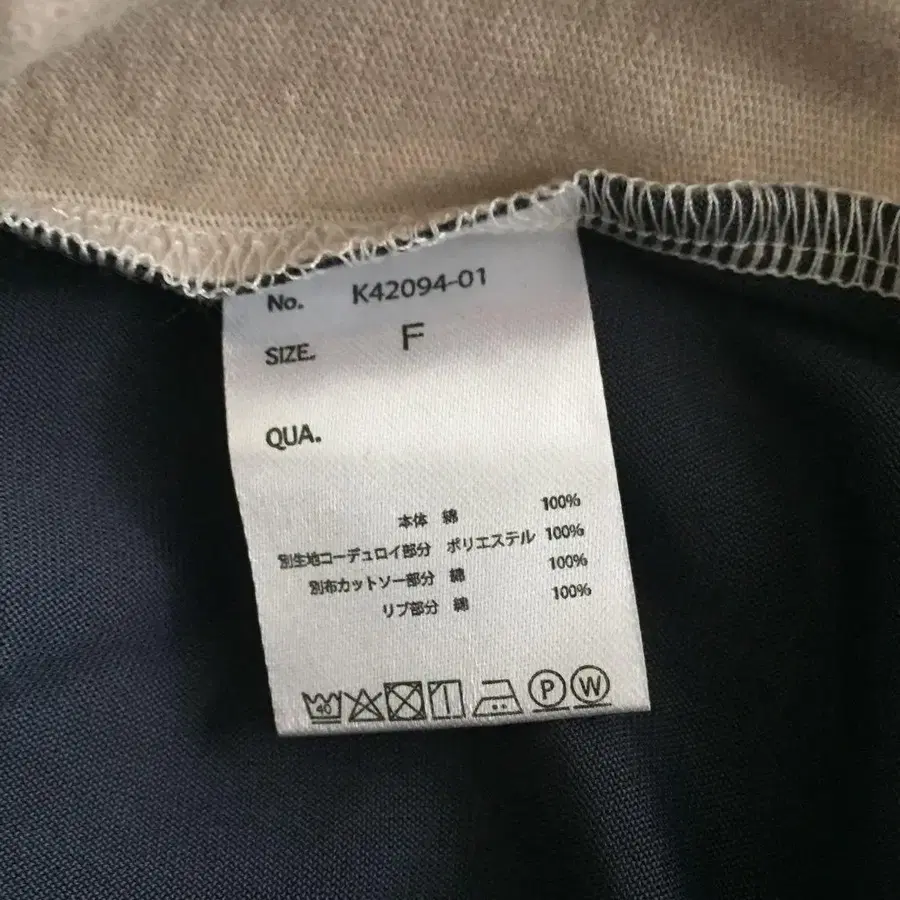 No. K42094-01
SIZE. F
QUA.
本体 綿 100%
別生地コーデュロイ部分 ポリエステル 100%
別布カットソー部分 綿 100%
リブ部分 綿 100%
40 P W